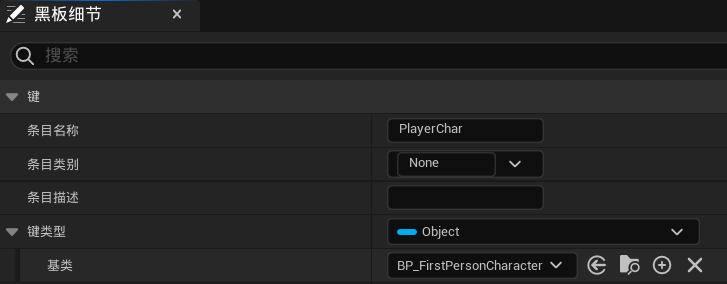 黑板细节
搜索
键
条目名称 PlayerChar
条目类别 None
条目描述
键类型 Object
基类 BP_FirstPersonCharacter